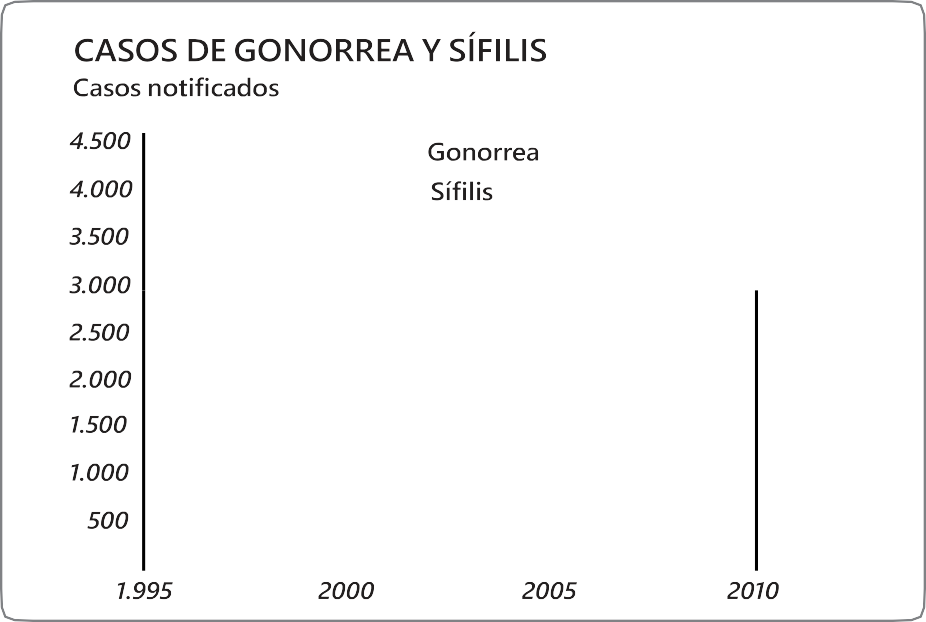 CASOS DE GONORREA Y SÍFILIS
Casos notificados
4.500
Gonorrea
4.000
Sífilis
3.500
3.000
2.500
2.000
1.500
1.000
500
1.995 2000 2005 2010